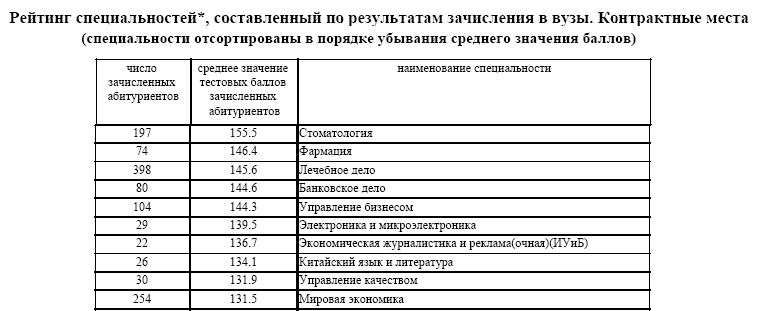 Рейтинг специальностей*, составленный по результатам зачисления в вузы. Контрактные места
(специальности отсортированы в порядке убывания среднего значения баллов)
число зачисленных абитуриентов среднее значение тестовых баллов зачисленных абитуриентов наименование специальности
197 155.5 Стоматология
74 146.4 Фармация
398 145.6 Лечебное дело
80 144.6 Банковское дело
104 144.3 Управление бизнесом
29 139.5 Электроника и микроэлектроника
22 136.7 Экономическая журналистика и реклама(очная)(ИУиБ)
26 134.1 Китайский язык и литература
30 131.9 Управление качеством
254 131.5 Мировая экономика